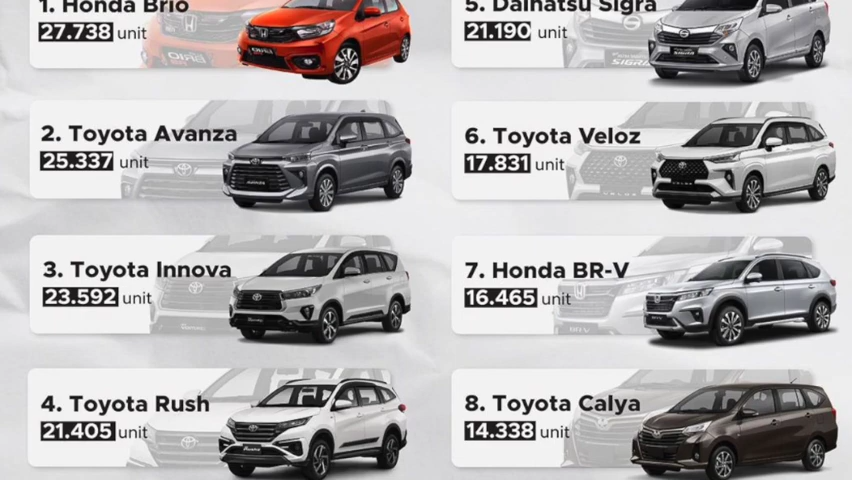 1. Honda Brio
27.738 unit
2. Toyota Avanza
25.337 unit
3. Toyota Innova
23.592 unit
4. Toyota Rush
21.405 unit
5. Daihatsu Sigra
21.190 unit
6. Toyota Veloz
17.831 unit
7. Honda BR-V
16.465 unit
8. Toyota Calya
14.338 unit